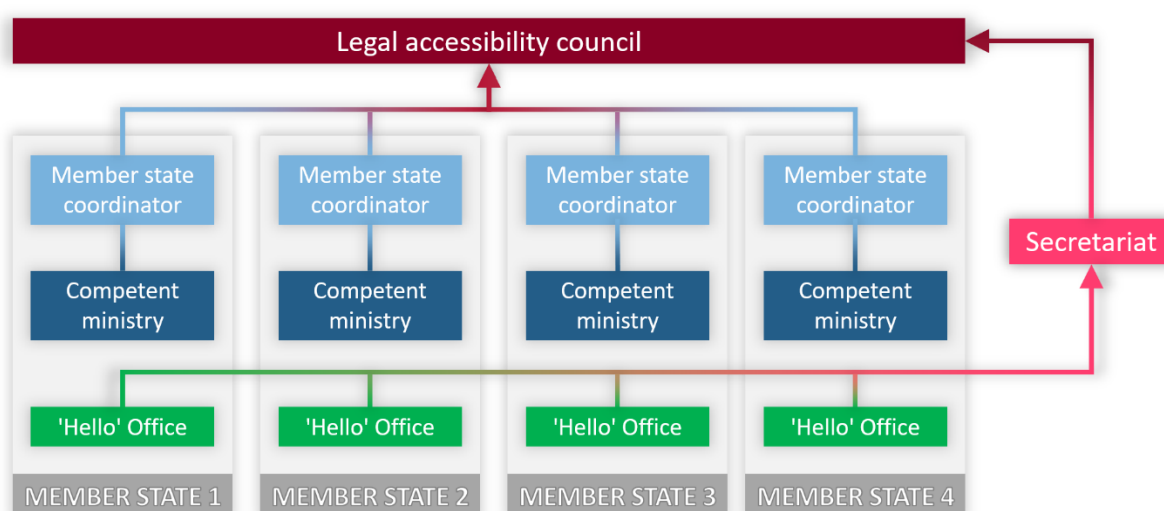 Legal accessibility council
Member state
coordinator
Member state
coordinator
Member state
coordinator
Member state
coordinator
Secretariat
Competent
ministry
Competent
ministry
Competent
ministry
Competent
ministry
'Hello' Office
'Hello' Office
'Hello' Office
'Hello' Office
MEMBER STATE 1
MEMBER STATE 2
MEMBER STATE 3
MEMBER STATE 4